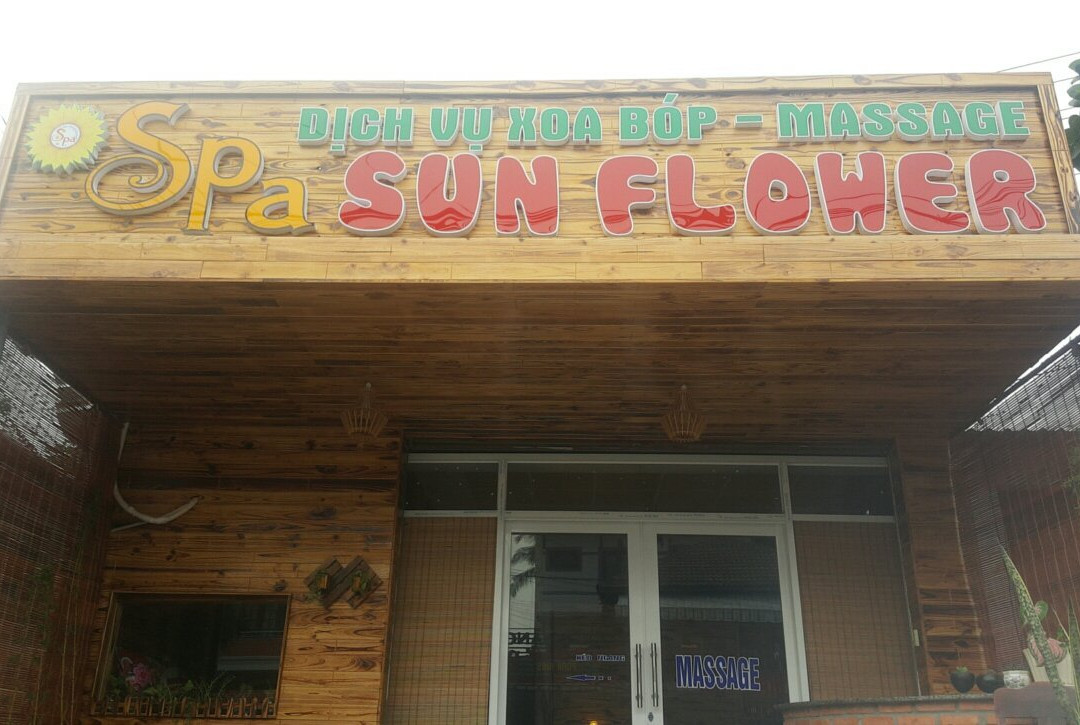 Spa
DỊCH VỤ XOA BÓP - MASSAGE
SUN FLOWER
MASSAGE